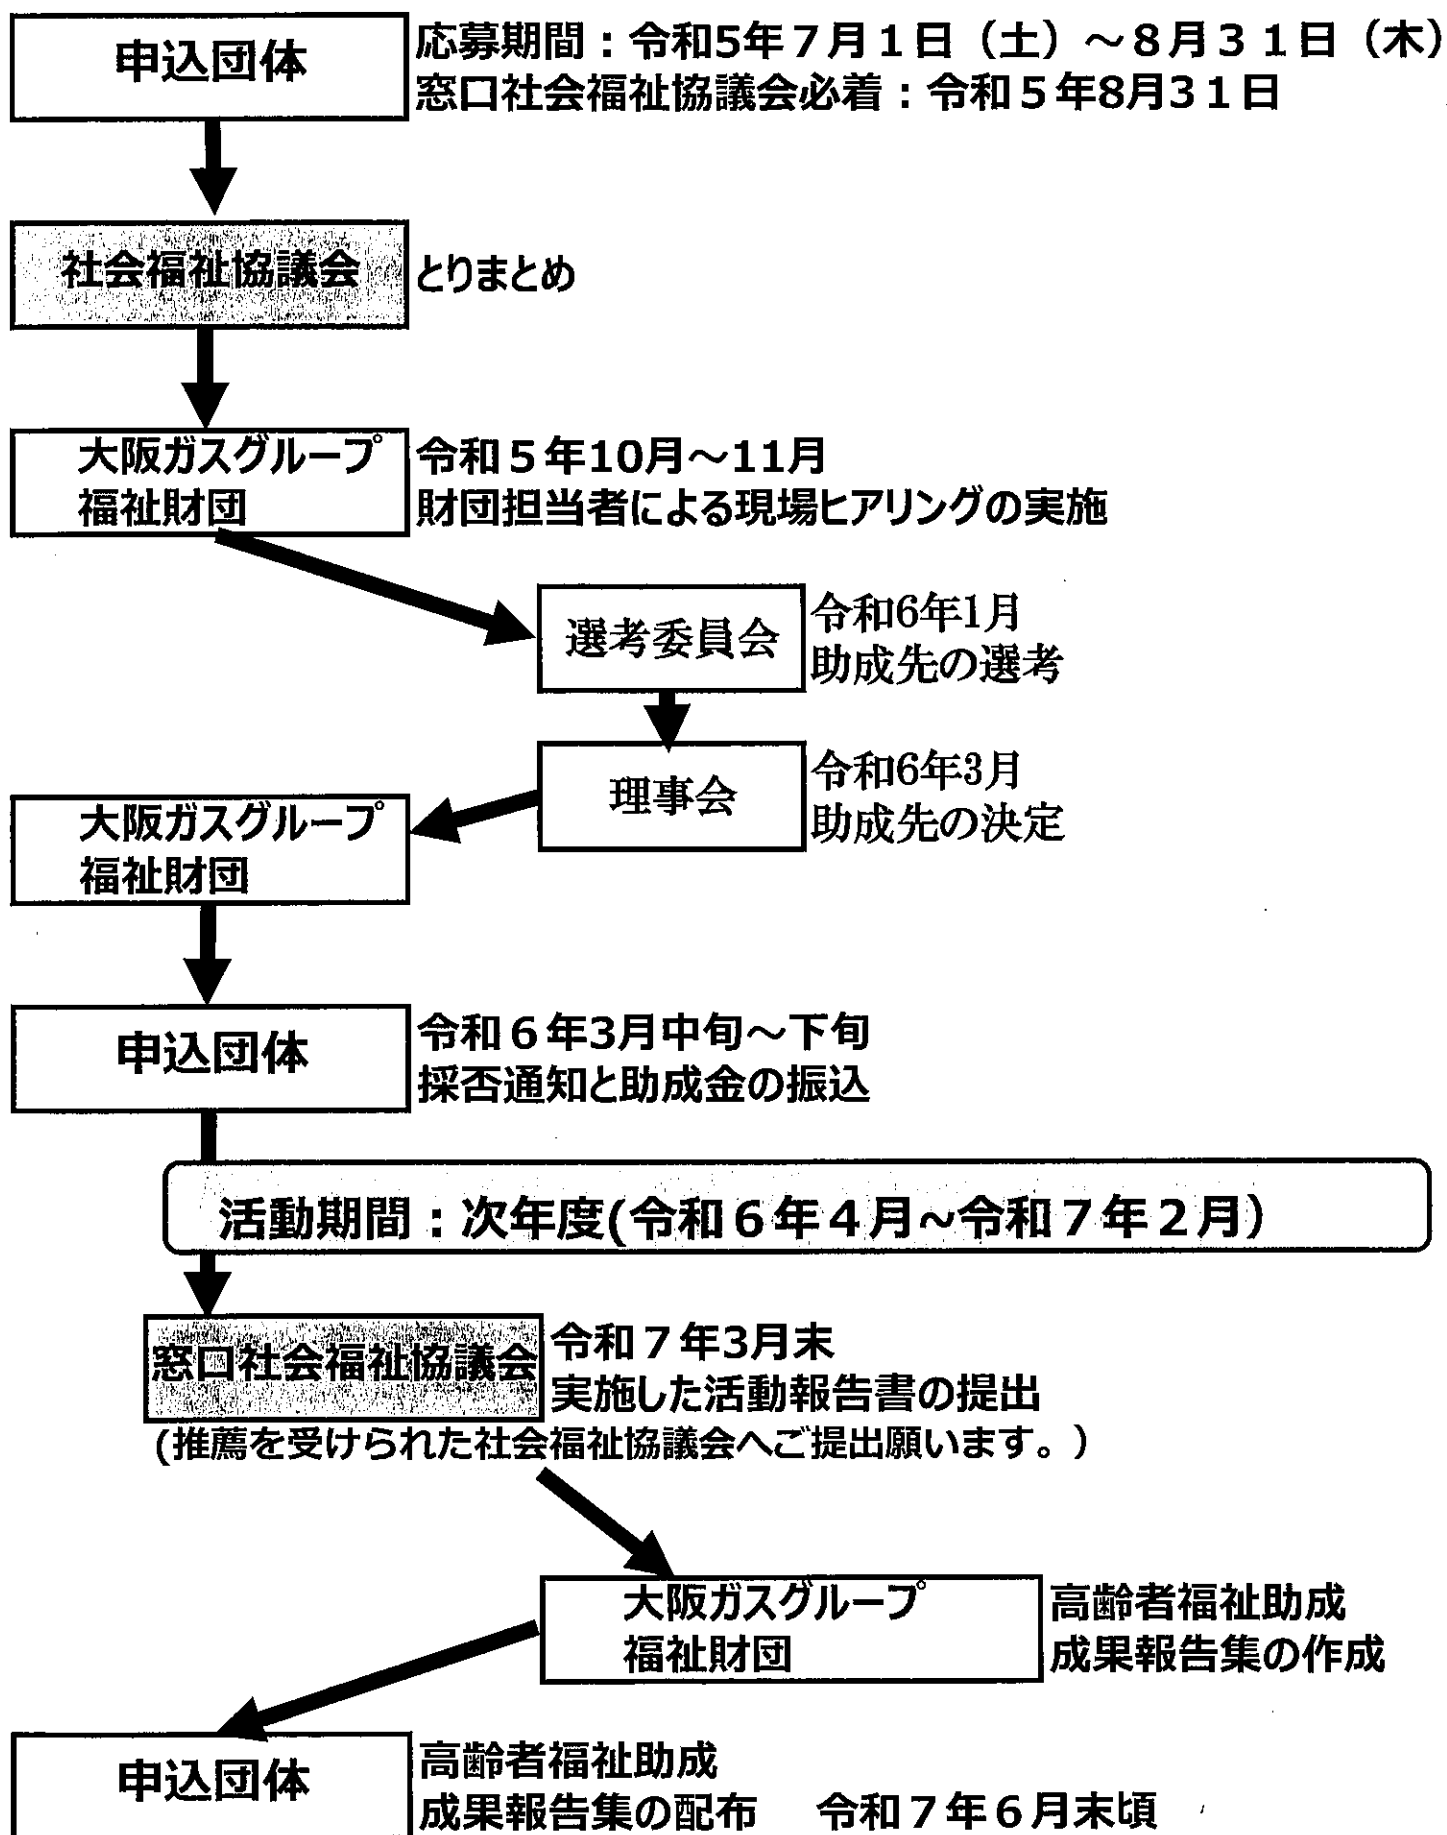 申込団体
応募期間：令和5年７月１日（土）～８月３１日（木）
窓口社会福祉協議会必着：令和５年8月31日
社会福祉協議会
とりまとめ
大阪ガスグループ
福祉財団
令和５年10月～11月
財団担当者による現場ヒアリングの実施
選考委員会
令和6年1月
助成先の選考
理事会
令和6年3月
助成先の決定
大阪ガスグループ
福祉財団
申込団体
令和６年3月中旬～下旬
採否通知と助成金の振込
活動期間：次年度(令和６年４月~令和７年２月）
窓口社会福祉協議会
令和７年3月末
実施した活動報告書の提出
(推薦を受けられた社会福祉協議会へご提出願います。）
大阪ガスグループ
福祉財団
高齢者福祉助成
成果報告集の作成
申込団体
高齢者福祉助成
成果報告集の配布　令和７年６月末頃